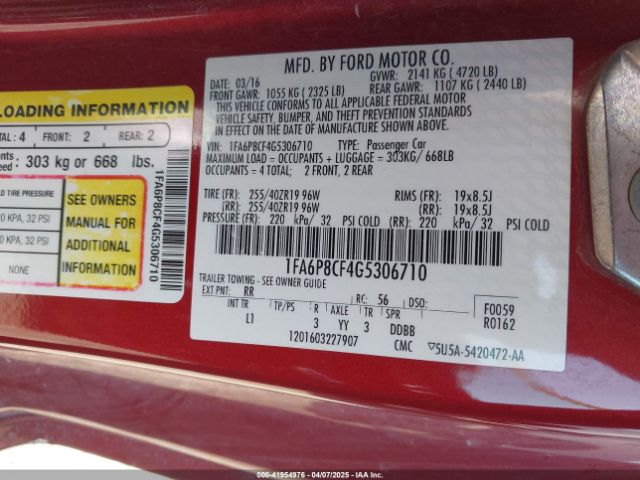 LOADING INFORMATION
TOTAL: 4 FRONT: 2 REAR: 2
303 kg or 668 lbs.
TIRE PRESSURE
KPA, 32 PSI
KPA, 32 PSI
NONE
SEE OWNERS
MANUAL FOR
ADDITIONAL
INFORMATION
1FA6P8CF4G5306710
MFD. BY FORD MOTOR CO.
03/16 GVWR: 2141 KG ( 4720 LB)
FRONT GAWR: 1055 KG ( 2325 LB) REAR GAWR: 1107 KG ( 2440 LB)
THIS VEHICLE CONFORMS TO ALL APPLICABLE FEDERAL MOTOR
VEHICLE SAFETY, BUMPER, AND THEFT PREVENTION STANDARDS
IN EFFECT ON THE DATE OF MANUFACTURE SHOWN ABOVE.
VIN: 1FA6P8CF4G5306710 TYPE: Passenger Car
MAXIMUM LOAD = OCCUPANTS + LUGGAGE = 303KG/ 668LB
OCCUPANTS = 4 TOTAL; 2 FRONT, 2 REAR
TIRE (FR): 255/40ZR19 96W RIMS (FR): 19x8.5J
(RR): 255/40ZR19 96W (RR): 19x8.5J
PRESSURE (FR): 220 kPa/ 32 PSI COLD (RR): 220 kPa/ 32 PSI COLD
1FA6P8CF4G5306710
TRAILER TOWING - SEE OWNER GUIDE
EXT PNT: RR RC: 56 DSO:
INT TR TP/PS R AXLE TR SPR
L1 3 YY 3 DDBB
F0059
R0162
1201603227907 CMC 5U5A-5420472-AA
000-41954976 - 04/07/2025 - IAAI.COM